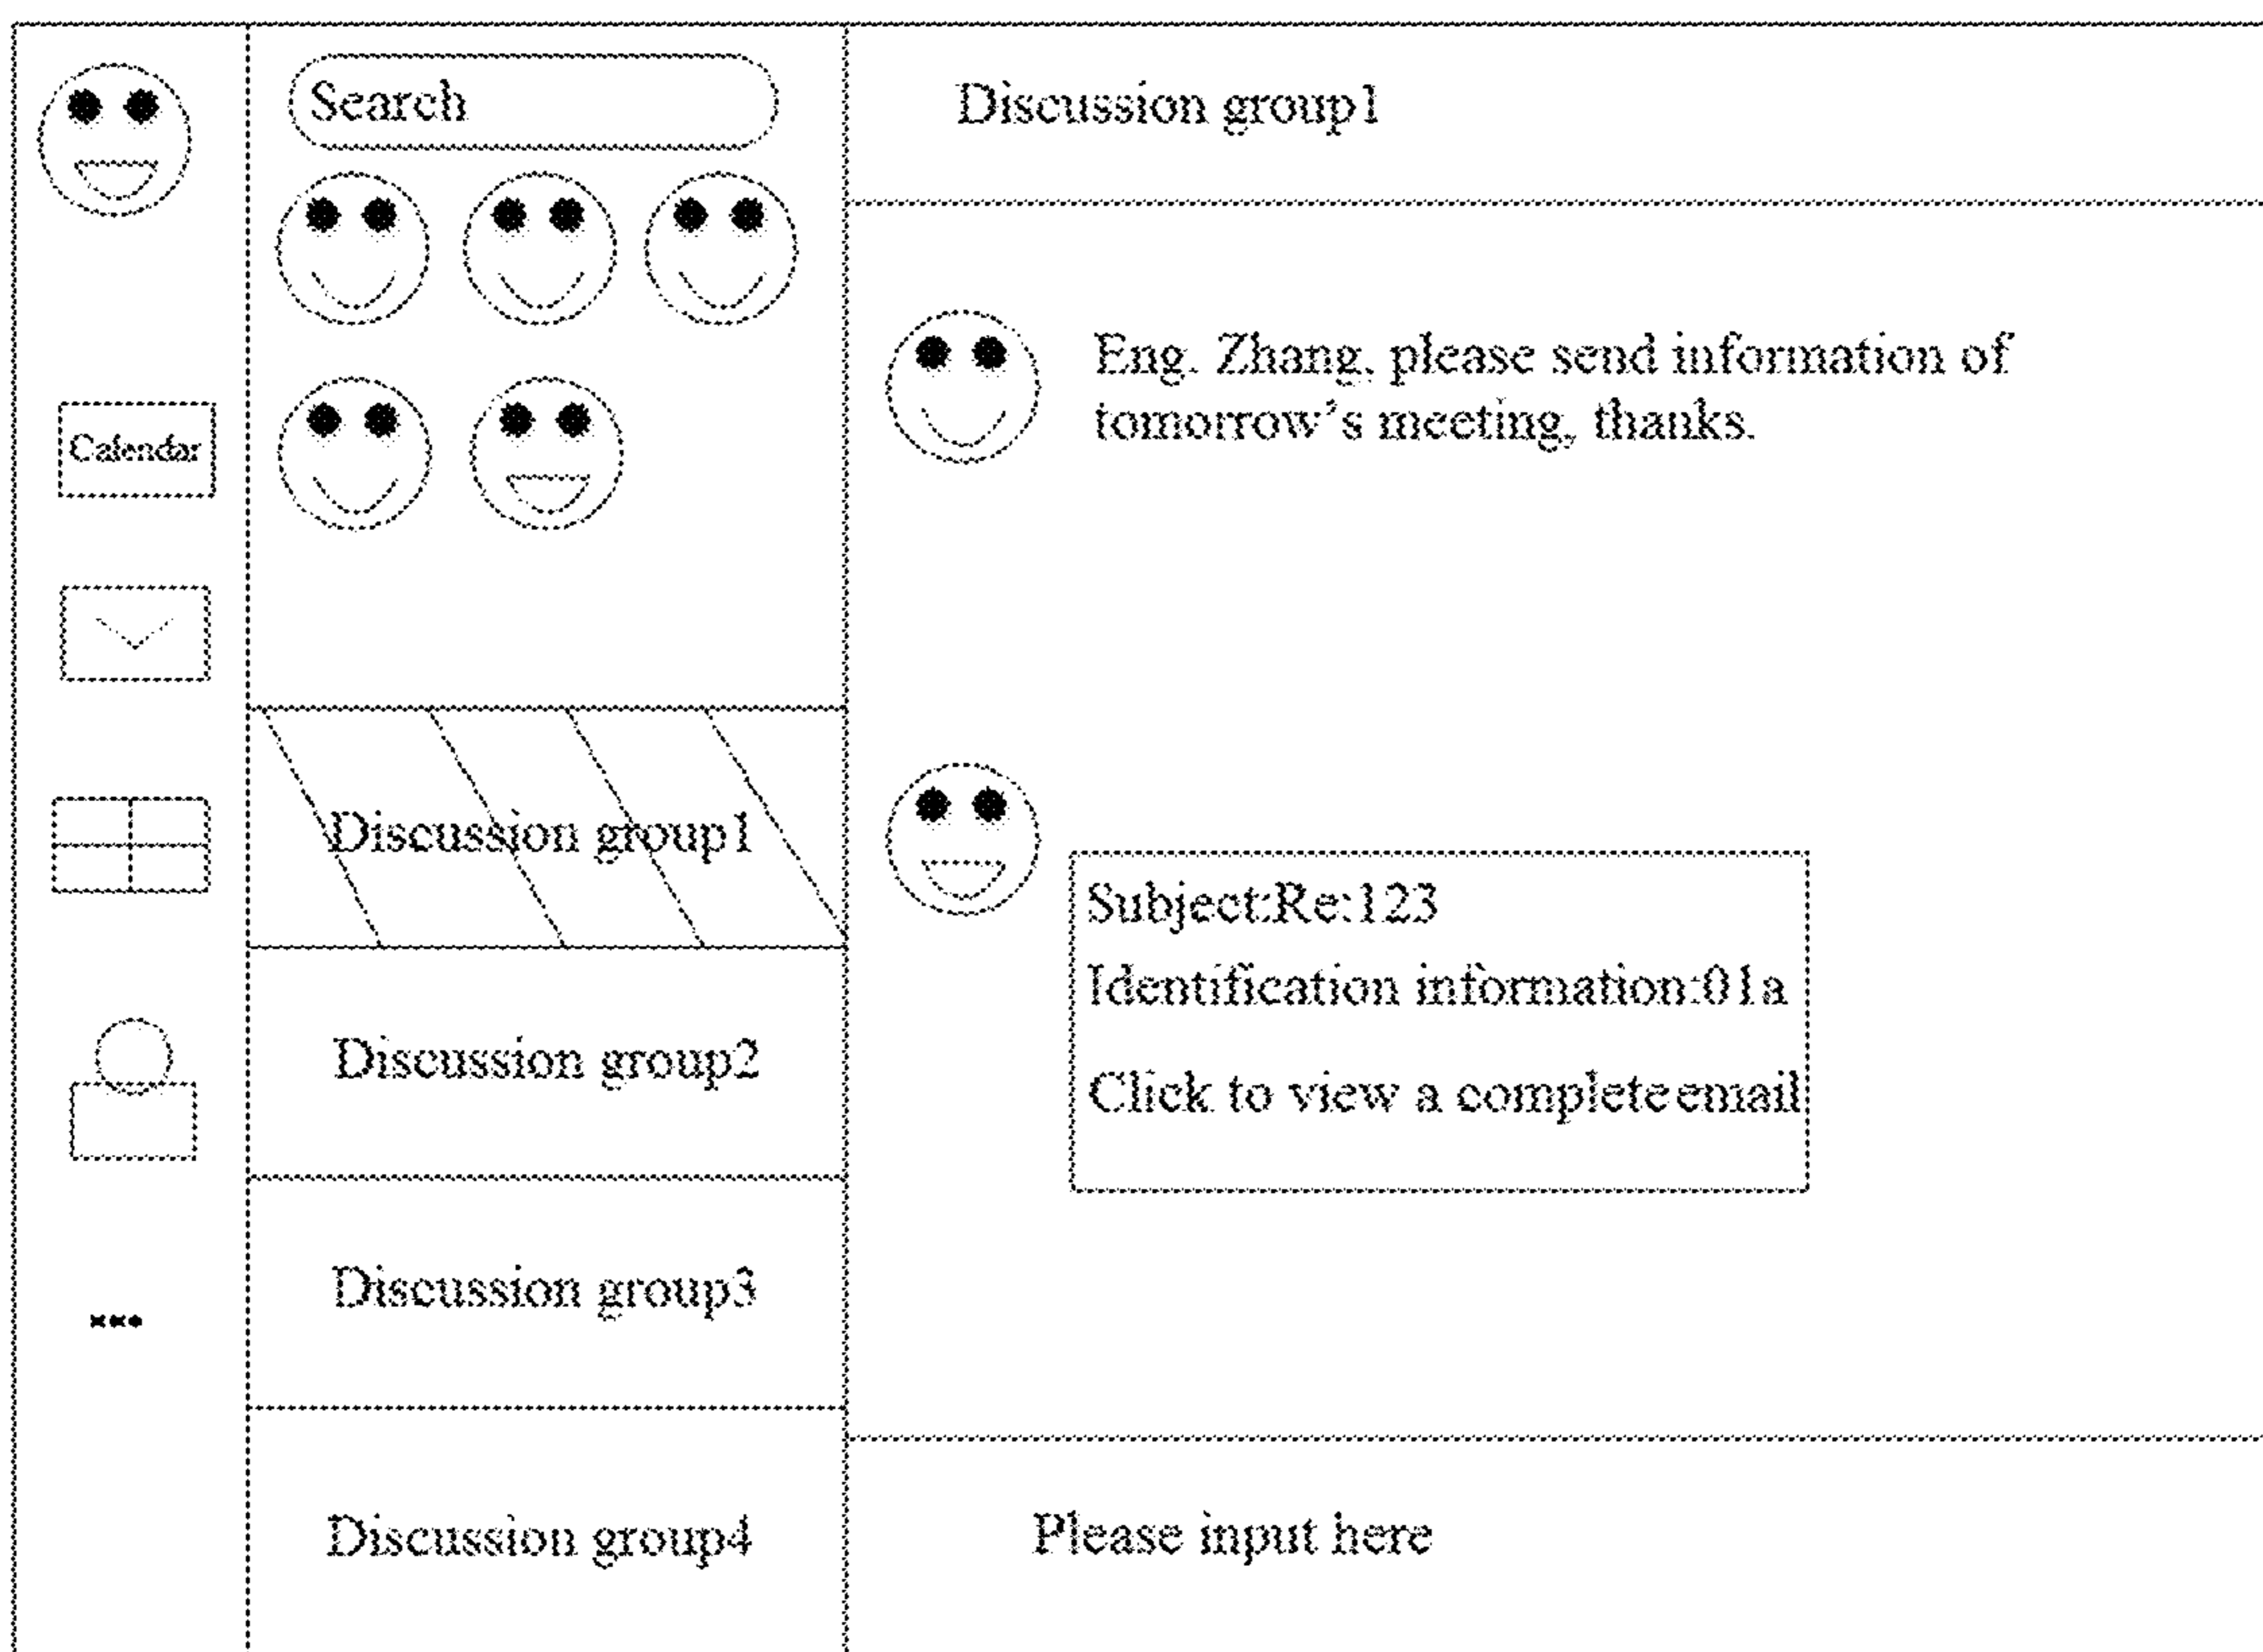 Search
Discussion group1
Eng. Zhang, please send information of
tomorrow's meeting, thanks.
Calendar
Discussion group1
Subject:Re:123
Identification information:01a
Click to view a complete email
Discussion group2
Discussion group3
Discussion group4
Please input here